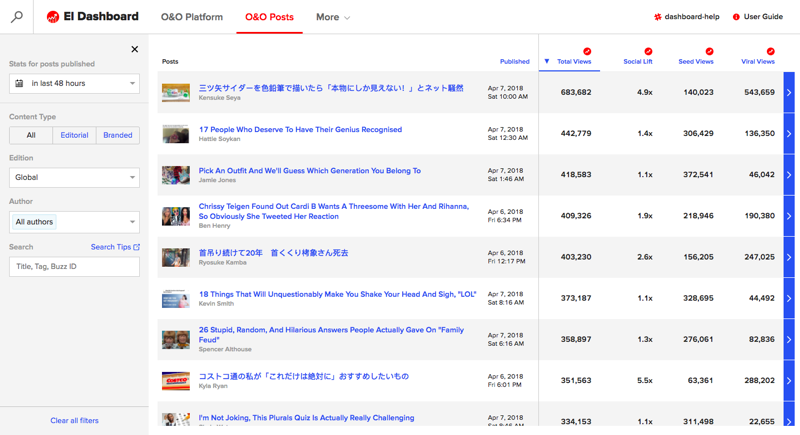 EI Dashboard
O&O Platform
O&O Posts
More
dashboard-help
User Guide
Stats for posts published
in last 48 hours
Content Type
All
Editorial
Branded
Edition
Global
Author
All authors
Search
Search Tips
Title, Tag, Buzz ID
Clear all filters
Posts
Published
Total Views
Social Lift
Seed Views
Viral Views
三ツ矢サイダーを色鉛筆で描いたら「本物にしか見えない！」とネット騒然
Kensuke Seya
Apr 7, 2018
Sat 10:00 AM
683,682
4.9x
140,023
543,659
17 People Who Deserve To Have Their Genius Recognised
Hattie Soykan
Apr 7, 2018
Sat 12:30 AM
442,779
1.4x
306,429
136,350
Pick An Outfit And We'll Guess Which Generation You Belong To
Jamie Jones
Apr 7, 2018
Sat 1:46 AM
418,583
1.1x
372,541
46,042
Chrissy Teigen Found Out Cardi B Wants A Threesome With Her And Rihanna,
So Obviously She Tweeted Her Reaction
Ben Henry
Apr 6, 2018
Fri 6:34 PM
409,326
1.9x
218,946
190,380
首吊り続けて20年　首くくり栲象さん死去
Ryosuke Kamba
Apr 6, 2018
Fri 12:17 PM
403,230
2.6x
156,205
247,025
18 Things That Will Unquestionably Make You Shake Your Head And Sigh, "LOL"
Kevin Smith
Apr 7, 2018
Sat 8:16 AM
373,187
1.1x
328,695
44,492
26 Stupid, Random, And Hilarious Answers People Actually Gave On "Family
Feud"
Spencer Althouse
Apr 7, 2018
Sat 6:16 AM
358,897
1.3x
276,061
82,836
コストコ通の私が「これだけは絶対に」おすすめしたいもの
Kyla Ryan
Apr 6, 2018
Fri 6:01 PM
351,563
5.5x
63,361
288,202
I'm Not Joking, This Plurals Quiz Is Actually Really Challenging
Apr 7, 2018
334,153
1.1x
311,498
22,655